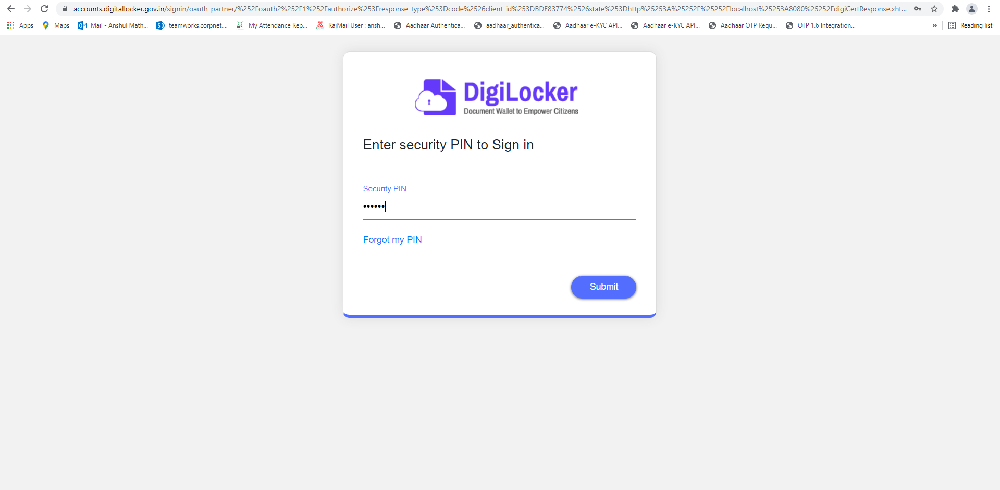 accounts.digitallocker.gov.in/signin/oauth_partner/%252Foauth2%252F1%252Fauthorize%253Fresponse_type%253Dcode%2526client_id%253DBDE83774%2526state%253Dhttp%25253A%25252F%25252Flocalhost%25253A8080%25252FdigiCertResponse.xht...
Apps Maps Mail - Anshul Math... teamworks.corpnet.... My Attendance Rep... RajMail User : ansh... Aadhaar Authentica... aadhaar_authentica... Aadhaar e-KYC API... Aadhaar e-KYC API... Aadhaar OTP Requ... OTP 1.6 Integration... » Reading list
DigiLocker
Document Wallet to Empower Citizens
Enter security PIN to Sign in
Security PIN
••••••
Forgot my PIN
Submit